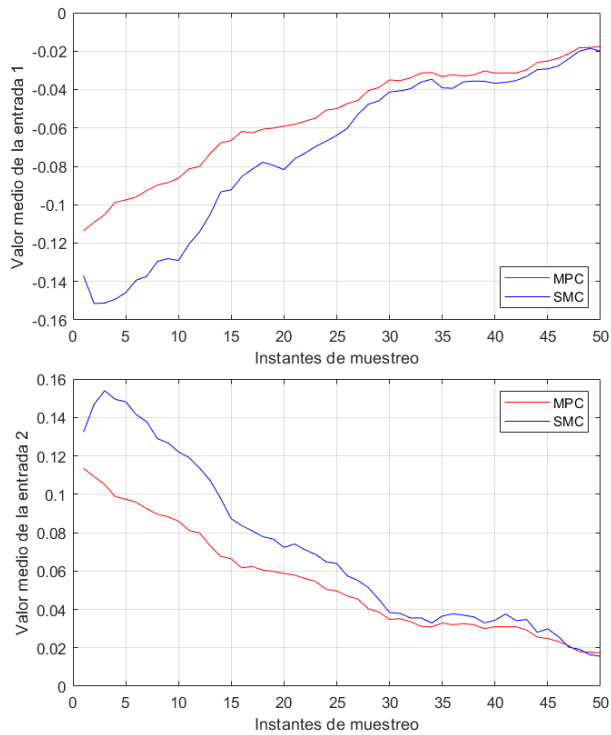 0
-0.02
-0.04
-0.06
-0.08
-0.1
-0.12
-0.14
-0.16
Valor medio de la entrada 1
MPC
SMC
0 5 10 15 20 25 30 35 40 45 50
Instantes de muestreo
0.16
0.14
0.12
0.1
0.08
0.06
0.04
0.02
0
Valor medio de la entrada 2
MPC
SMC
0 5 10 15 20 25 30 35 40 45 50
Instantes de muestreo